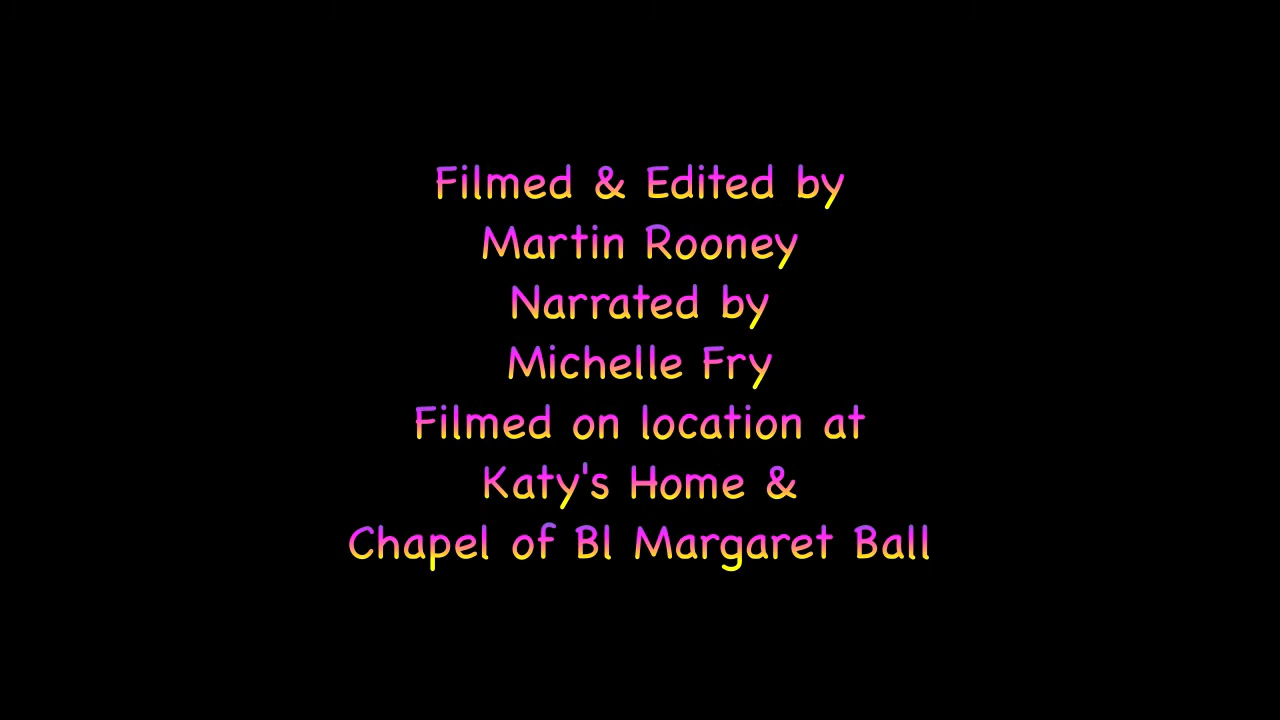 Filmed & Edited by
Martin Rooney
Narrated by
Michelle Fry
Filmed on location at
Katy's Home &
Chapel of Bl Margaret Ball